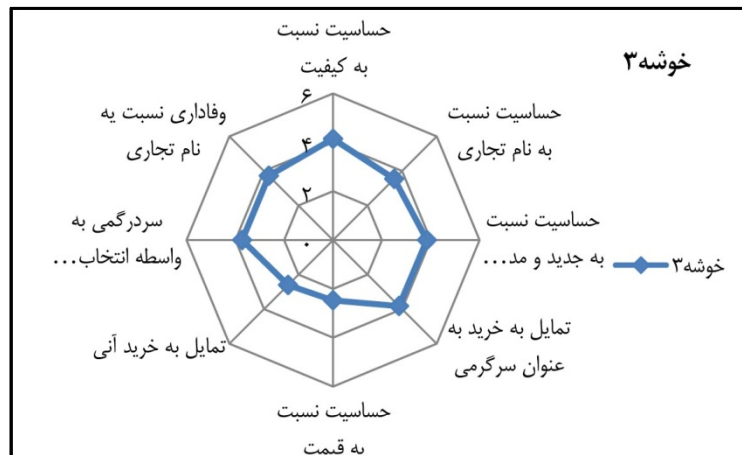 خوشه۳
حساسیت نسبت
به کیفیت
حساسیت نسبت
به نام تجاری
حساسیت نسبت
به جدید و مد...
تمایل به خرید به
عنوان سرگرمی
حساسیت نسبت
به قیمت
تمایل به خرید آنی
سردرگمی به
واسطه انتخاب...
وفاداری نسبت یه
نام تجاری
۶
۴
۲
۰
خوشه۳